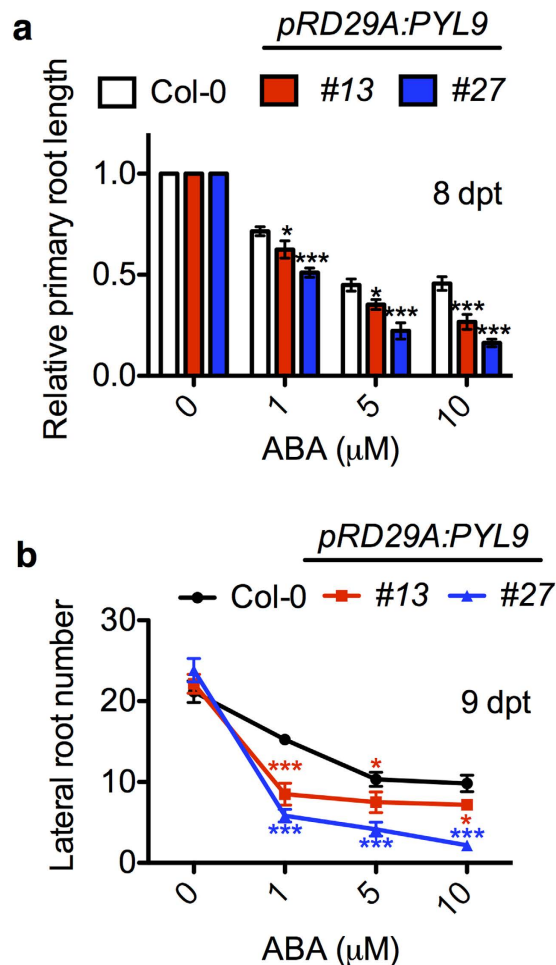 a
pRD29A:PYL9
Col-0 #13 #27
Relative primary root length
1.0
0.5
0.0
8 dpt
* ***
* ***
*** ***
0 1 5 10
ABA (μM)
b
pRD29A:PYL9
Col-0 #13 #27
Lateral root number
30
20
10
0
9 dpt
*** *
*
*** *** ***
0 1 5 10
ABA (μM)